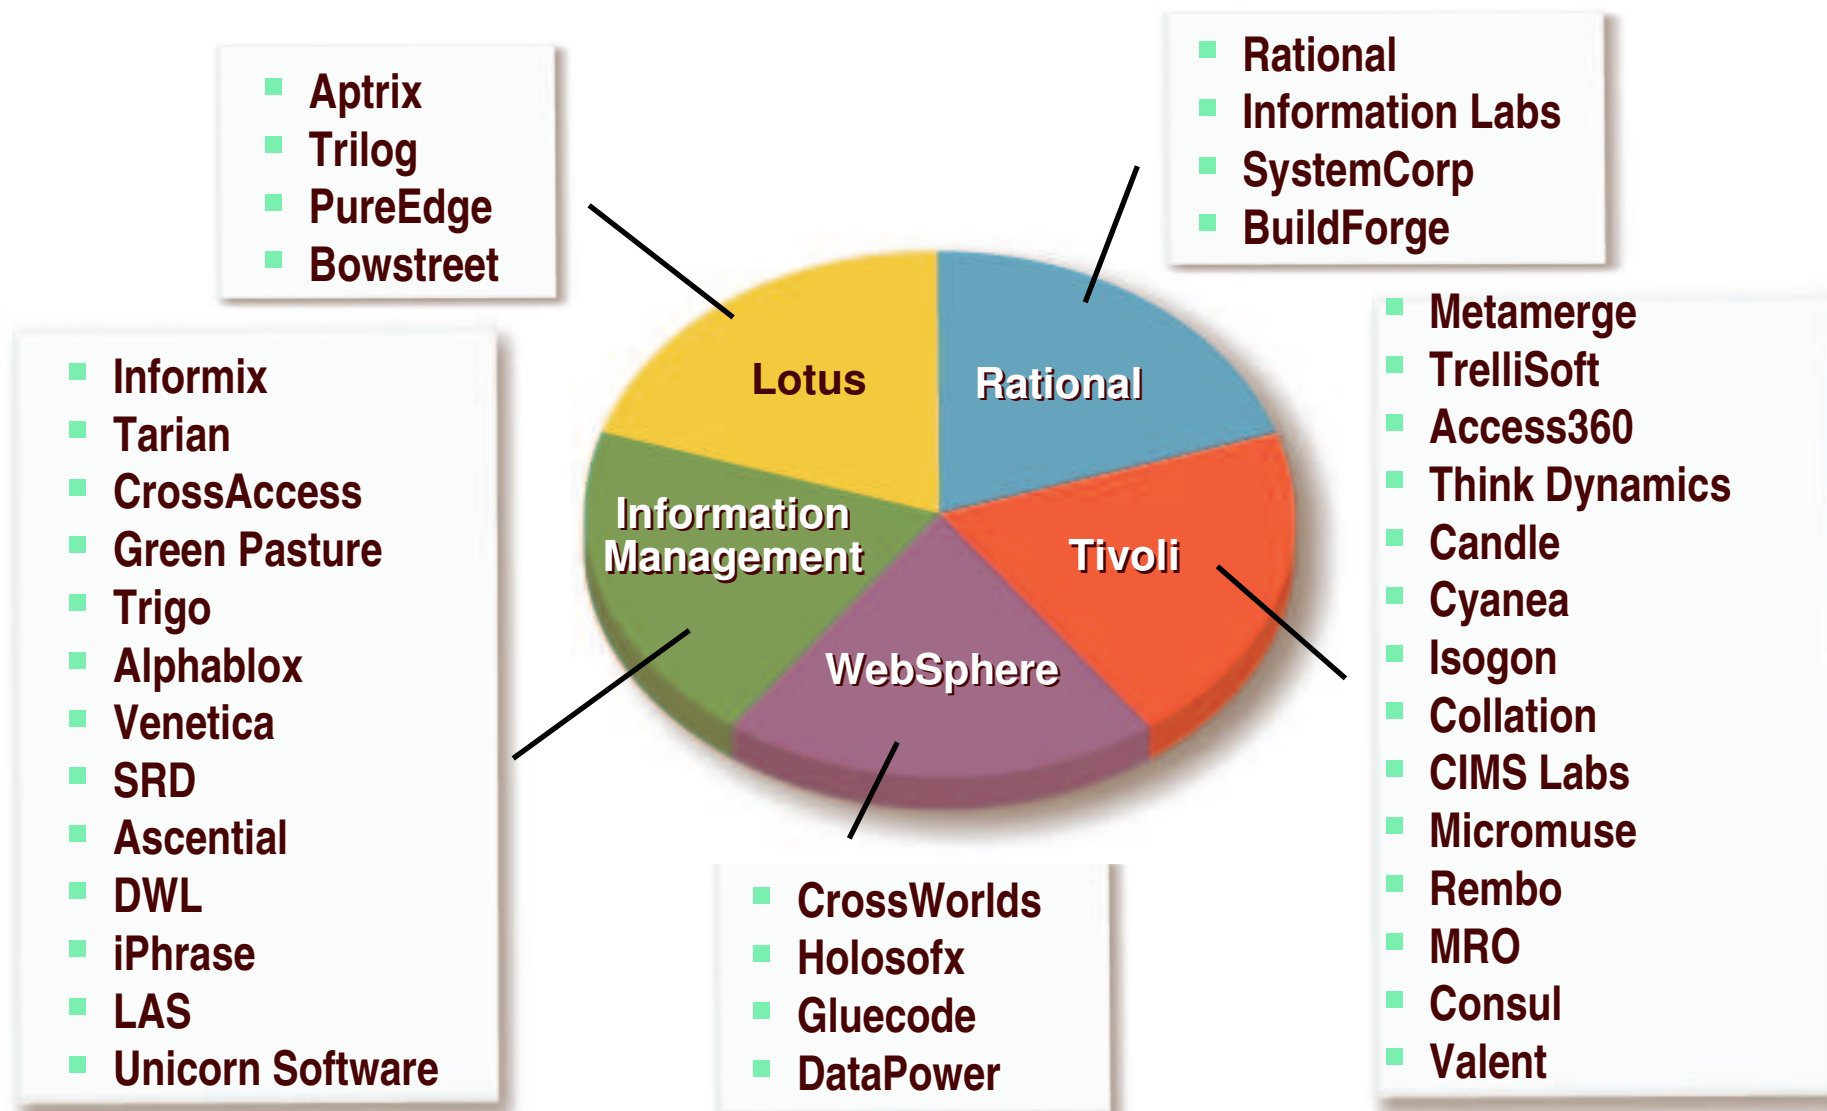 Aptrix
Trilog
PureEdge
Bowstreet
Rational
Information Labs
SystemCorp
BuildForge
Informix
Tarian
CrossAccess
Green Pasture
Trigo
Alphablox
Venetica
SRD
Ascential
DWL
iPhrase
LAS
Unicorn Software
Lotus
Rational
Information
Management
Tivoli
WebSphere
CrossWorlds
Holosofx
Gluecode
DataPower
Metamerge
TrelliSoft
Access360
Think Dynamics
Candle
Cyanea
Isogon
Collation
CIMS Labs
Micromuse
Rembo
MRO
Consul
Valent